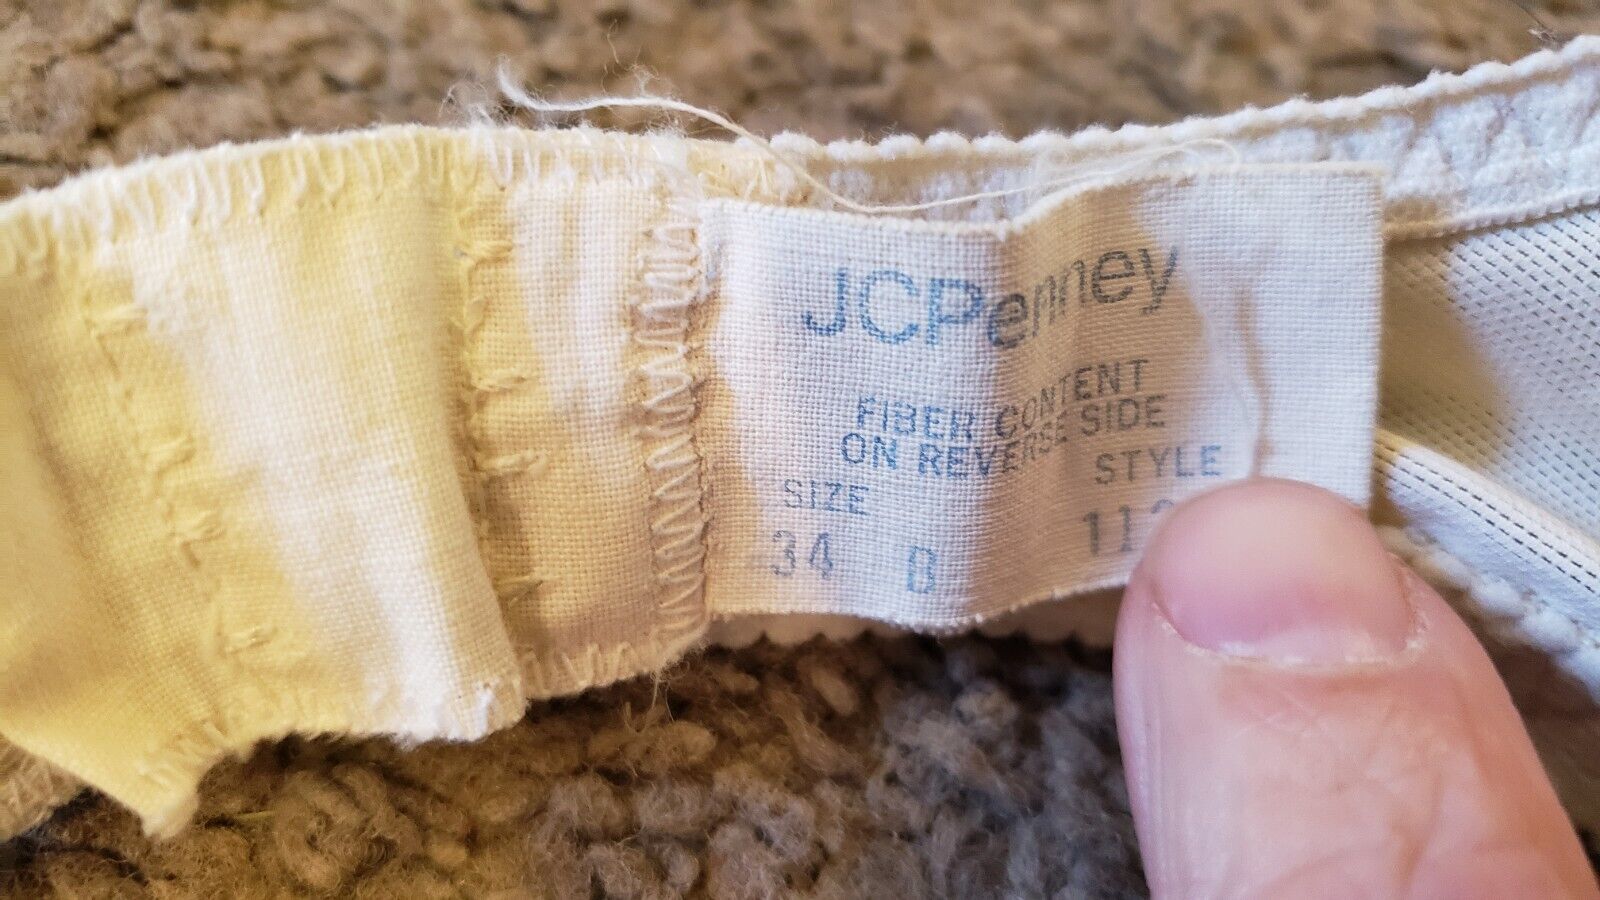 JCPenney
FIBER CONTENT
ON REVERSE SIDE
SIZE STYLE
34 B